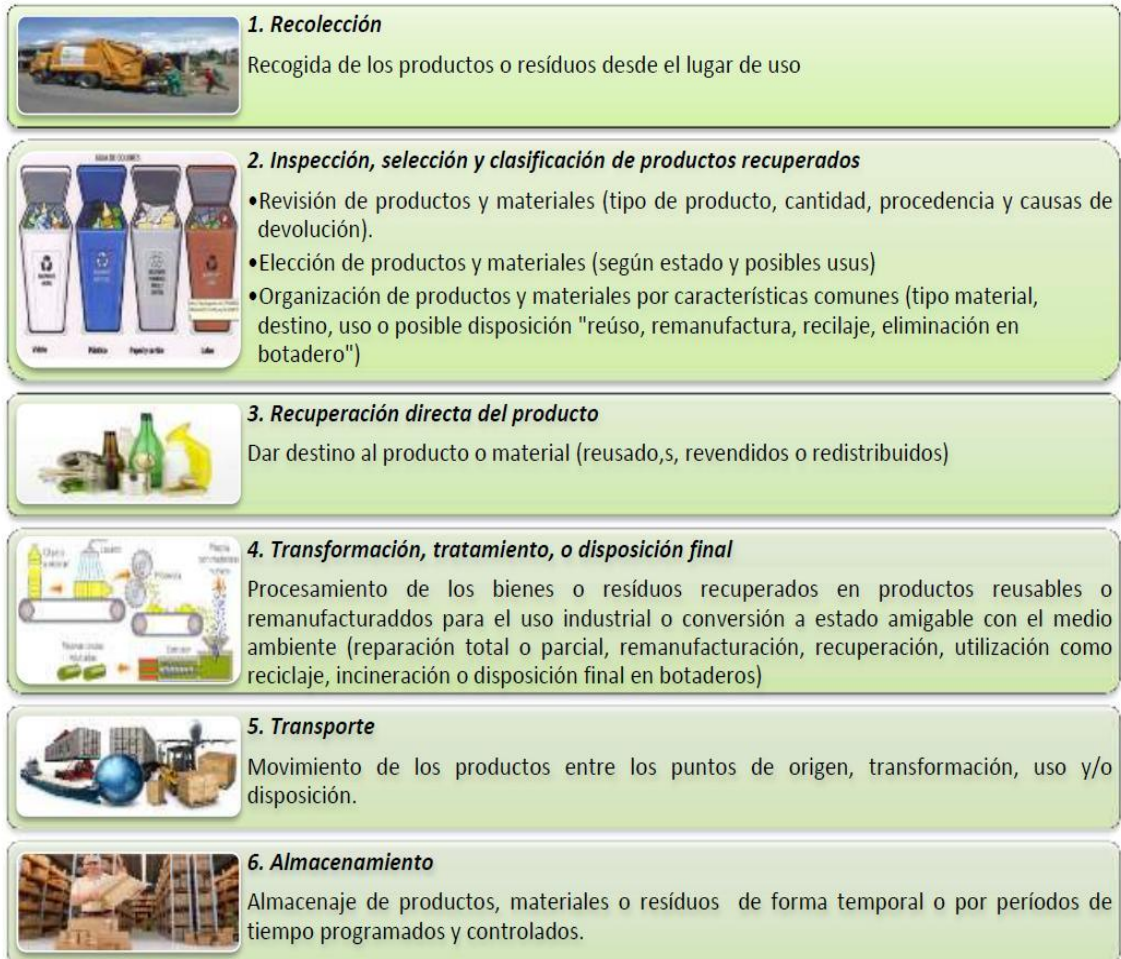 1. Recolección
Recogida de los productos o resíduos desde el lugar de uso
2. Inspección, selección y clasificación de productos recuperados
•Revisión de productos y materiales (tipo de producto, cantidad, procedencia y causas de
devolución).
•Elección de productos y materiales (según estado y posibles usus)
•Organización de productos y materiales por características comunes (tipo material,
destino, uso o posible disposición "reúso, remanufactura, recilaje, eliminación en
botadero")
Vidrio Plástico Papel y cartón Latas
3. Recuperación directa del producto
Dar destino al producto o material (reusado,s, revendidos o redistribuidos)
4. Transformación, tratamiento, o disposición final
Procesamiento de los bienes o resíduos recuperados en productos reusables o
remanufacturaddos para el uso industrial o conversión a estado amigable con el medio
ambiente (reparación total o parcial, remanufacturación, recuperación, utilización como
reciclaje, incineración o disposición final en botaderos)
5. Transporte
Movimiento de los productos entre los puntos de origen, transformación, uso y/o
disposición.
6. Almacenamiento
Almacenaje de productos, materiales o resíduos de forma temporal o por períodos de
tiempo programados y controlados.